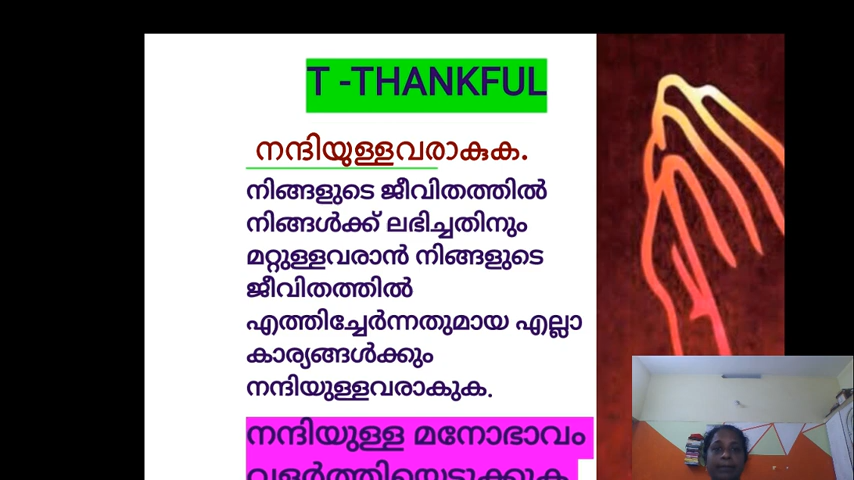 T -THANKFUL
നന്ദിയുള്ളവരാകുക.
നിങ്ങളുടെ ജീവിതത്തിൽ
നിങ്ങൾക്ക് ലഭിച്ചതിനും
മറ്റുള്ളവരാൻ നിങ്ങളുടെ
ജീവിതത്തിൽ
എത്തിച്ചേർന്നതുമായ എല്ലാ
കാര്യങ്ങൾക്കും
നന്ദിയുള്ളവരാകുക.
നന്ദിയുള്ള മനോഭാവം
വളർത്തിയെടുക്കുക